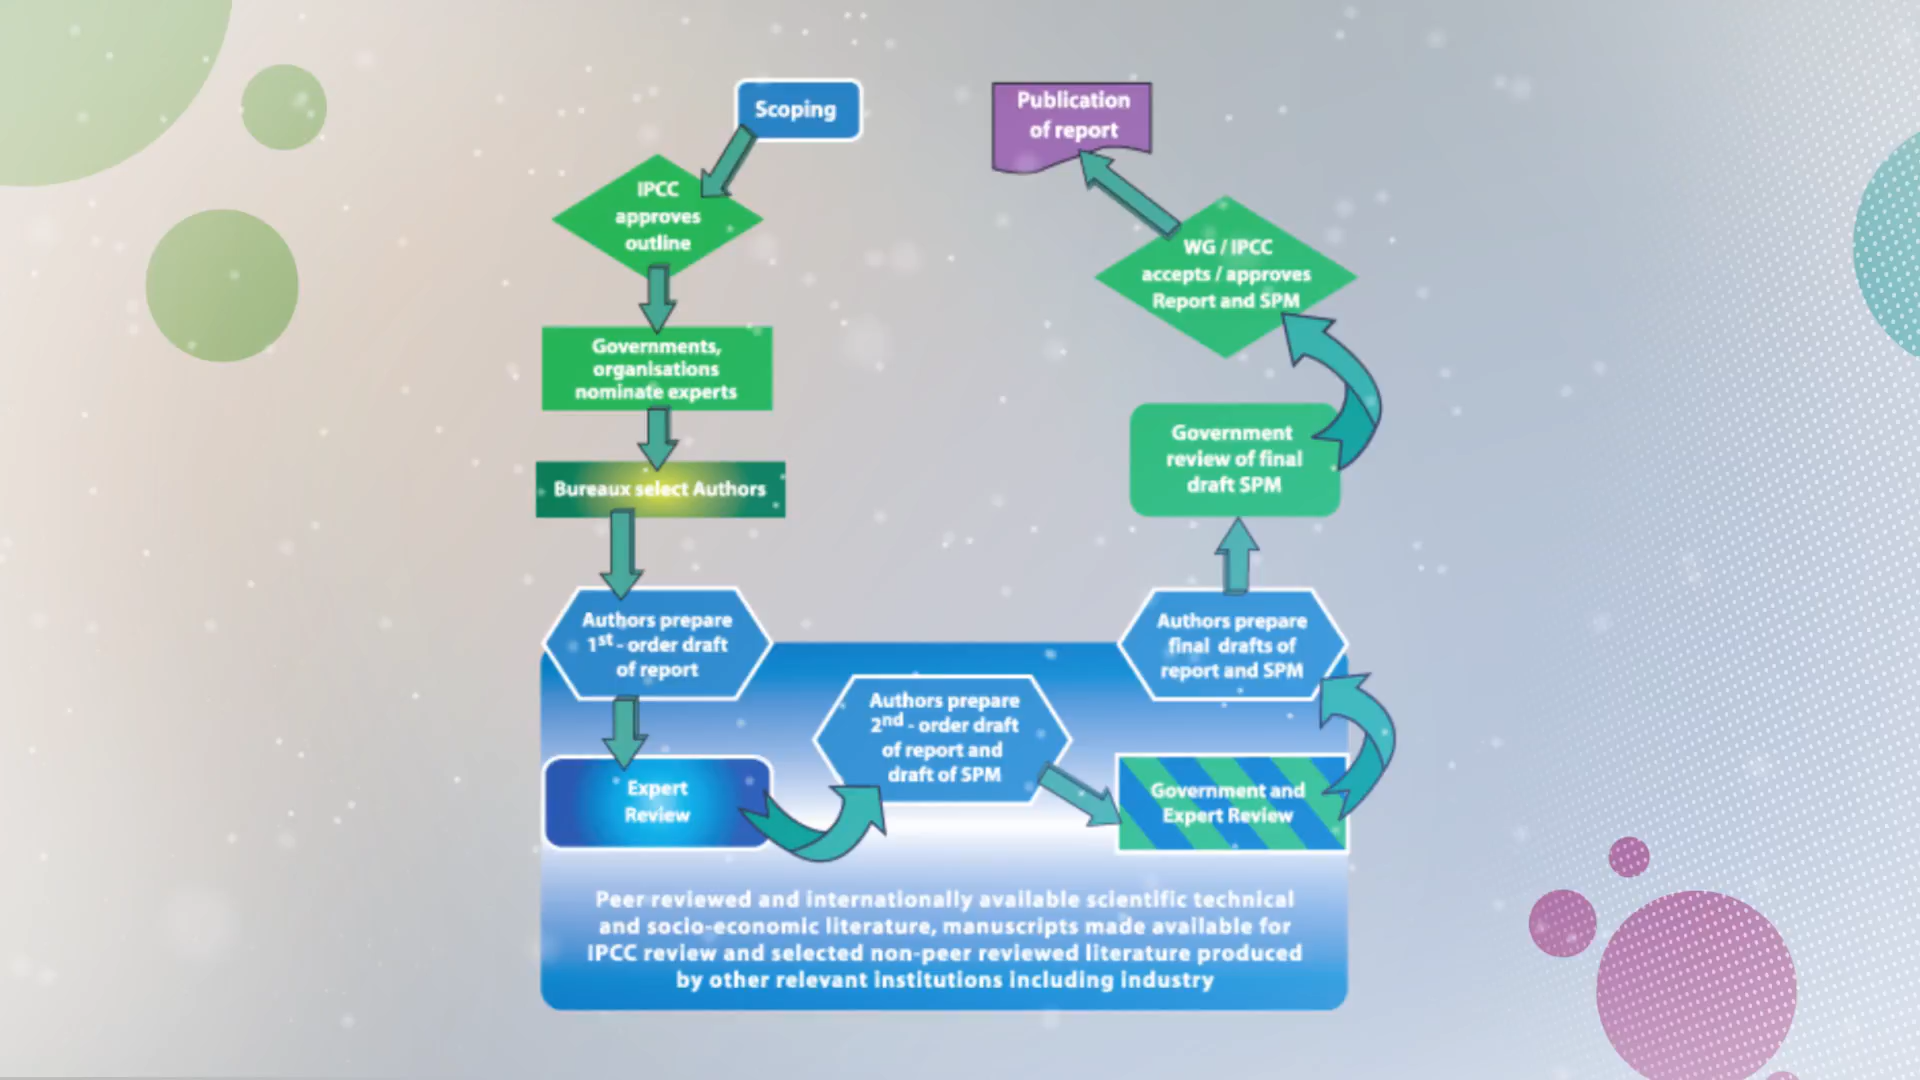 Scoping
IPCC
approves
outline
Governments,
organisations
nominate experts
Bureaux select Authors
Authors prepare
1st - order draft
of report
Expert
Review
Authors prepare
2nd - order draft
of report and
draft of SPM
Government and
Expert Review
Authors prepare
final drafts of
report and SPM
Government
review of final
draft SPM
WG / IPCC
accepts / approves
Report and SPM
Publication
of report
Peer reviewed and internationally available scientific technical
and socio-economic literature, manuscripts made available for
IPCC review and selected non-peer reviewed literature produced
by other relevant institutions including industry